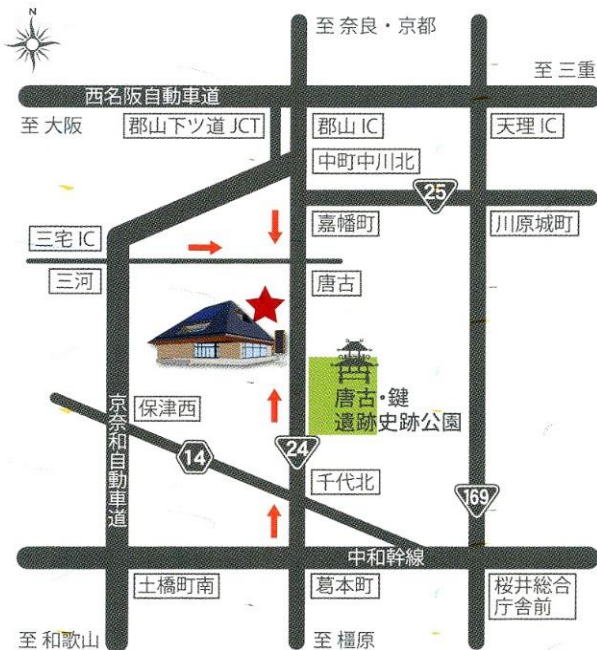 N
至 奈良・京都
至 三重
西名阪自動車道
至 大阪
郡山下ツ道 JCT
郡山 IC
天理 IC
中町中川北
25
三宅 IC
嘉幡町
川原城町
三河
唐古
唐古・鍵
遺跡史跡公園
京奈和自動車道
保津西
14
24
千代北
169
中和幹線
土橋町南
葛本町
桜井総合
庁舎前
至 和歌山
至 橿原